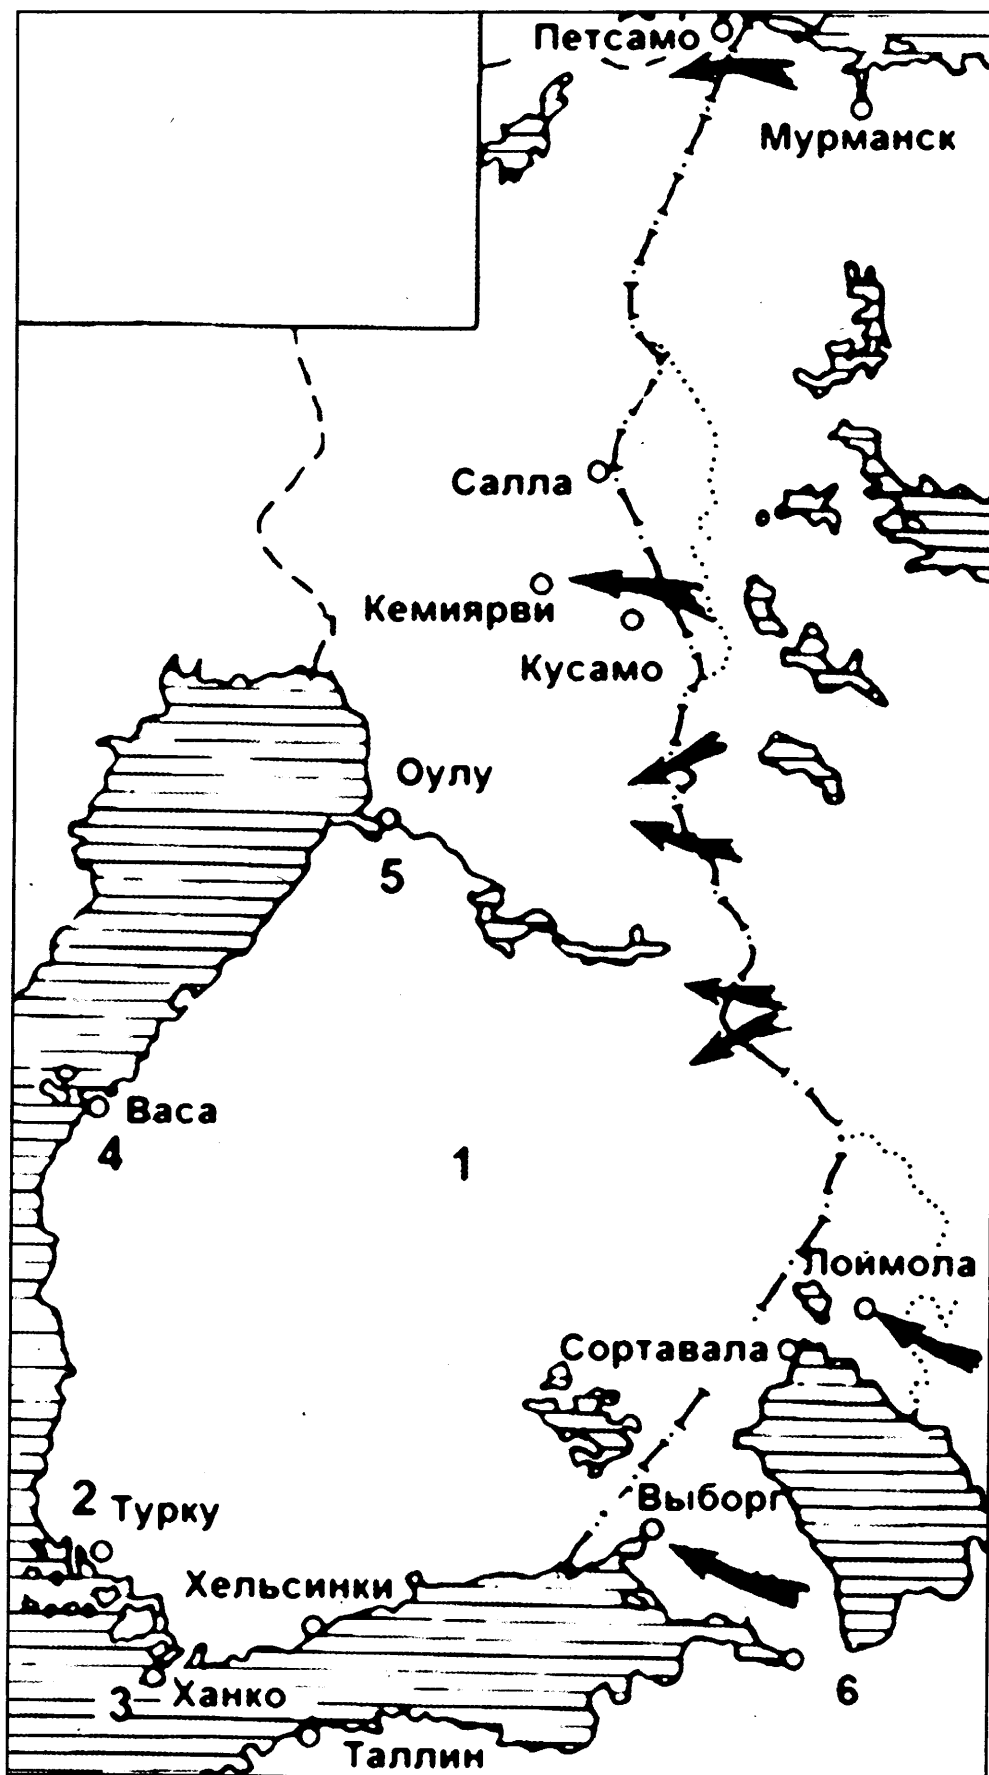 Петсамо
Мурманск
Салла
Кемиярви
Кусамо
Оулу
5
Васа
4
1
Лоймола
Сортавала
2
Турку
Выборг
Хельсинки
3
Ханко
6
Таллин